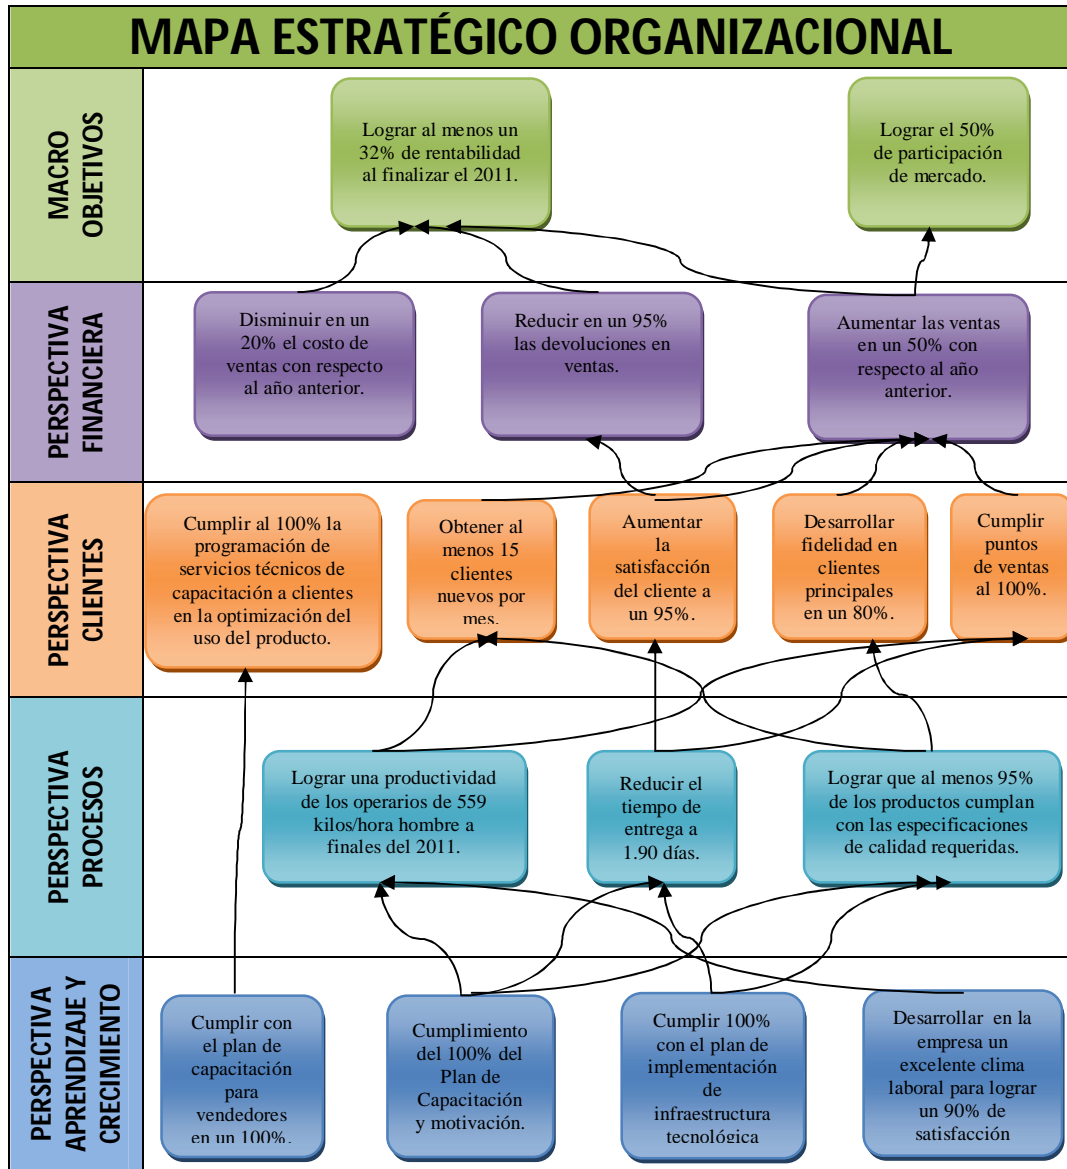 MAPA ESTRATÉGICO ORGANIZACIONAL
MACRO
OBJETIVOS
Lograr al menos un
32% de rentabilidad
al finalizar el 2011.
Lograr el 50%
de participación
de mercado.
PERSPECTIVA
FINANCIERA
Disminuir en un
20% el costo de
ventas con respecto
al año anterior.
Reducir en un 95%
las devoluciones en
ventas.
Aumentar las ventas
en un 50% con
respecto al año
anterior.
PERSPECTIVA
CLIENTES
Cumplir al 100% la
programación de
servicios técnicos de
capacitación a clientes
en la optimización del
uso del producto.
Obtener al
menos 15
clientes
nuevos por
mes.
Aumentar
la
satisfacción
del cliente a
un 95%.
Desarrollar
fidelidad en
clientes
principales
en un 80%.
Cumplir
puntos
de ventas
al 100%.
PERSPECTIVA
PROCESOS
Lograr una productividad
de los operarios de 559
kilos/hora hombre a
finales del 2011.
Reducir el
tiempo de
entrega a
1.90 días.
Lograr que al menos 95%
de los productos cumplan
con las especificaciones
de calidad requeridas.
PERSPECTIVA
APRENDIZAJE Y
CRECIMIENTO
Cumplir con
el plan de
capacitación
para
vendedores
en un 100%.
Cumplimiento
del 100% del
Plan de
Capacitación
y motivación.
Cumplir 100%
con el plan de
implementación
de
infraestructura
tecnológica
Desarrollar en la
empresa un
excelente clima
laboral para lograr
un 90% de
satisfacción